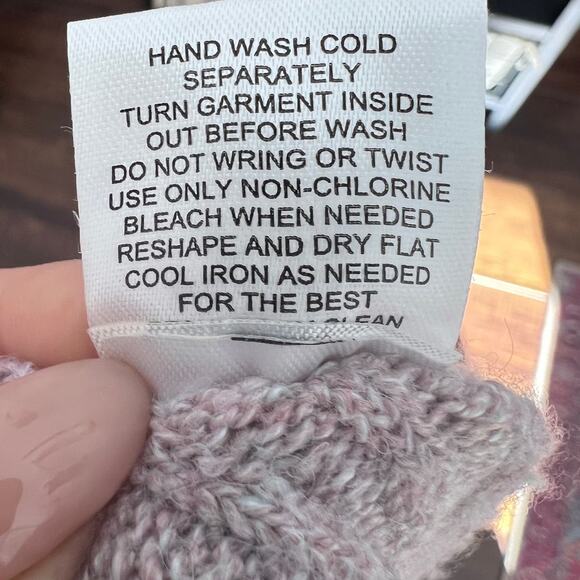 HAND WASH COLD
SEPARATELY
TURN GARMENT INSIDE
OUT BEFORE WASH
DO NOT WRING OR TWIST
USE ONLY NON-CHLORINE
BLEACH WHEN NEEDED
RESHAPE AND DRY FLAT
COOL IRON AS NEEDED
FOR THE BEST
CLEAN